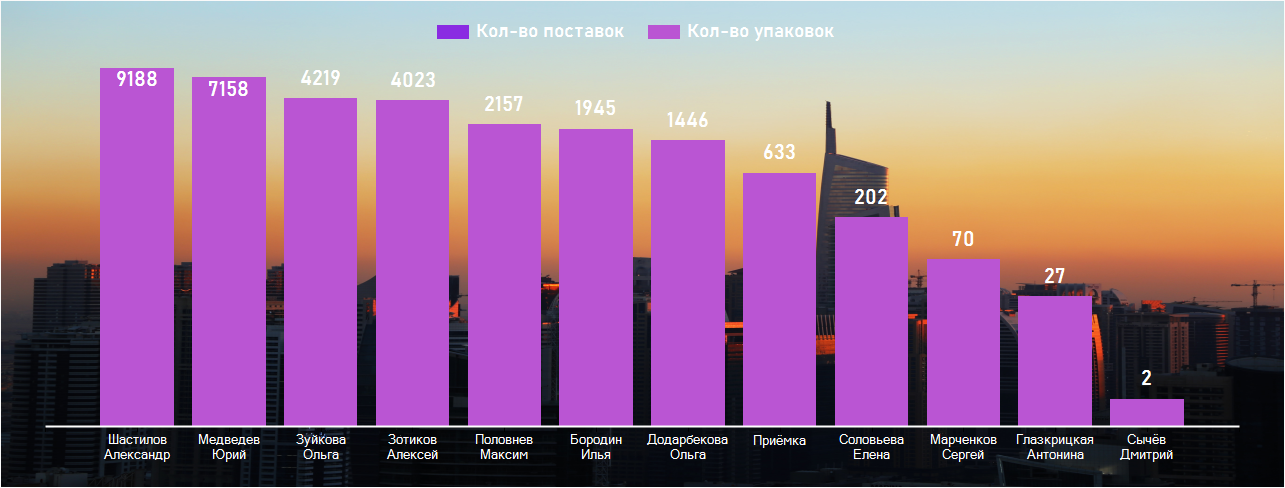 Кол-во поставок Кол-во упаковок
9188 7158 4219 4023 2157 1945 1446 633 202 70 27 2
Шастилов Медведев Зуйкова Зотиков Половнев Бородин Додарбекова Приёмка Соловьева Марченков Глазкрицкая Сычёв
Александр Юрий Ольга Алексей Максим Илья Ольга Елена Сергей Антонина Дмитрий